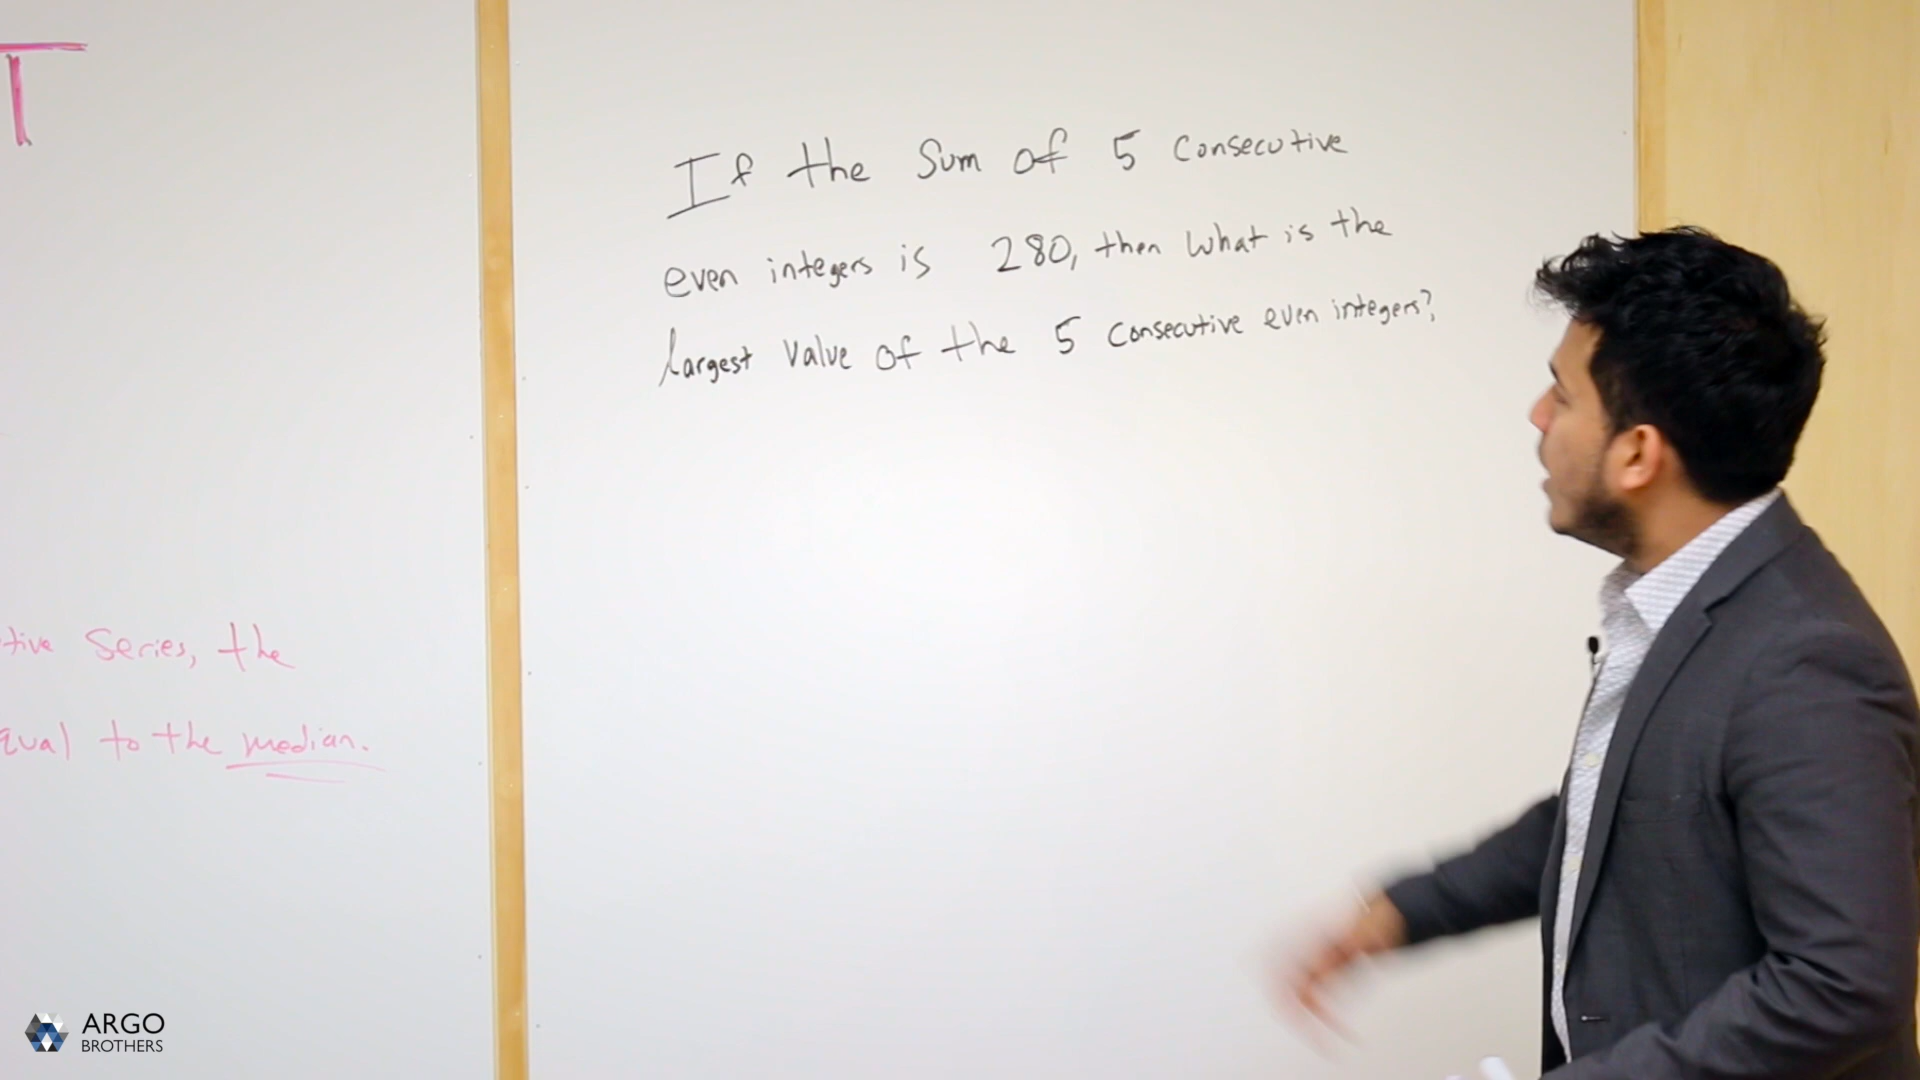 T
If the Sum of 5 Consecutive
even integers is 280, then what is the
largest value of the 5 consecutive even integers?
tive Series, the
qual to the median.
ARGO
BROTHERS